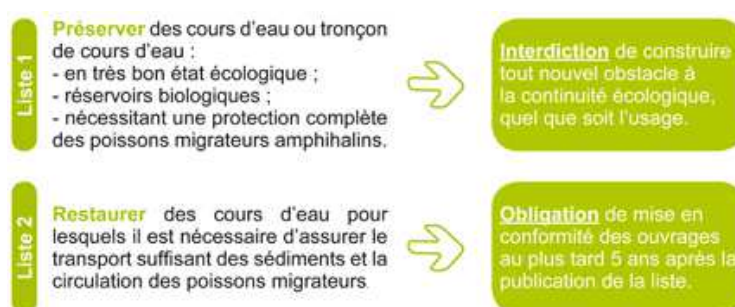 Liste 1
Préserver des cours d'eau ou tronçon
de cours d'eau :
- en très bon état écologique ;
- réservoirs biologiques ;
- nécessitant une protection complète
des poissons migrateurs amphihalins.
Interdiction de construire
tout nouvel obstacle à
la continuité écologique,
quel que soit l'usage.
Liste 2
Restaurer des cours d'eau pour
lesquels il est nécessaire d'assurer le
transport suffisant des sédiments et la
circulation des poissons migrateurs
Obligation de mise en
conformité des ouvrages
au plus tard 5 ans après la
publication de la liste.